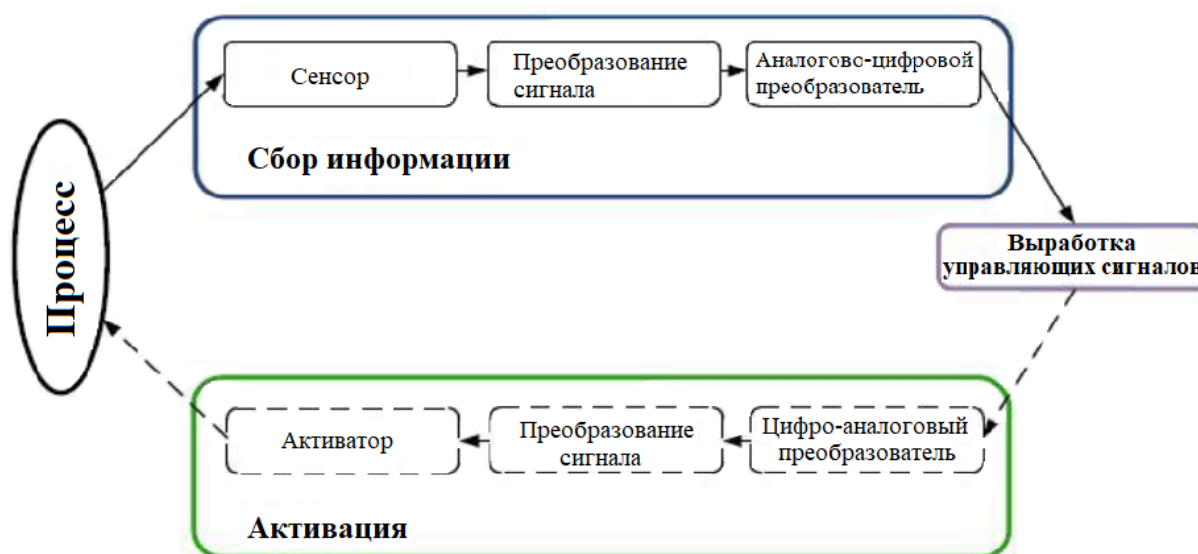 Сенсор
Преобразование
сигнала
Аналогово-цифровой
преобразователь
Сбор информации
Процесс
Выработка
управляющих сигналов
Активатор
Преобразование
сигнала
Цифро-аналоговый
преобразователь
Активация